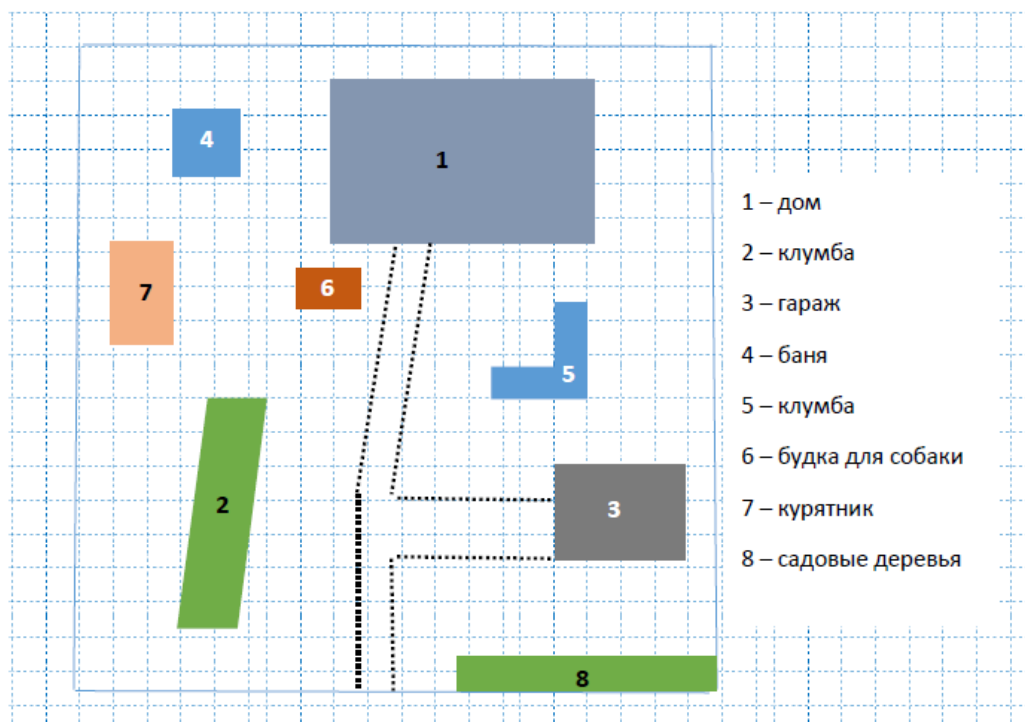 4
1
7
6
5
2
3
8
1 – дом
2 – клумба
3 – гараж
4 – баня
5 – клумба
6 – будка для собаки
7 – курятник
8 – садовые деревья